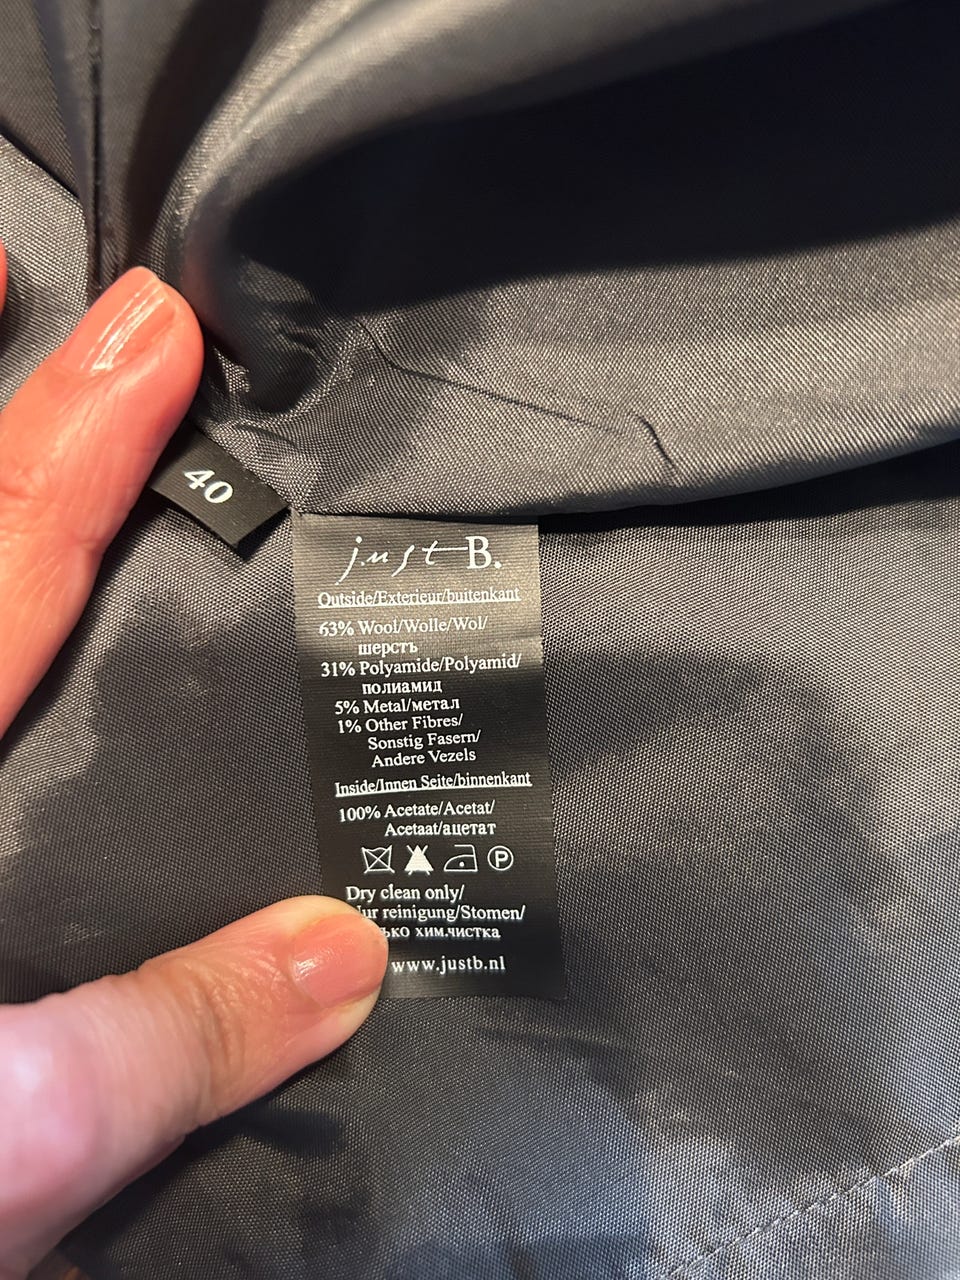 40
just B.
Outside/Exterieur/buitenkant
63% Wool/Wolle/Wol/
шерсть
31% Polyamide/Polyamid/
полиамид
5% Metal/метал
1% Other Fibres/
Sonstig Fasern/
Andere Vezels
Inside/Innen Seite/binnenkant
100% Acetate/Acetat/
Acetaat/ацетат
P
Dry clean only/
reinigung/Stomen/
хим.чистка
www.justb.nl